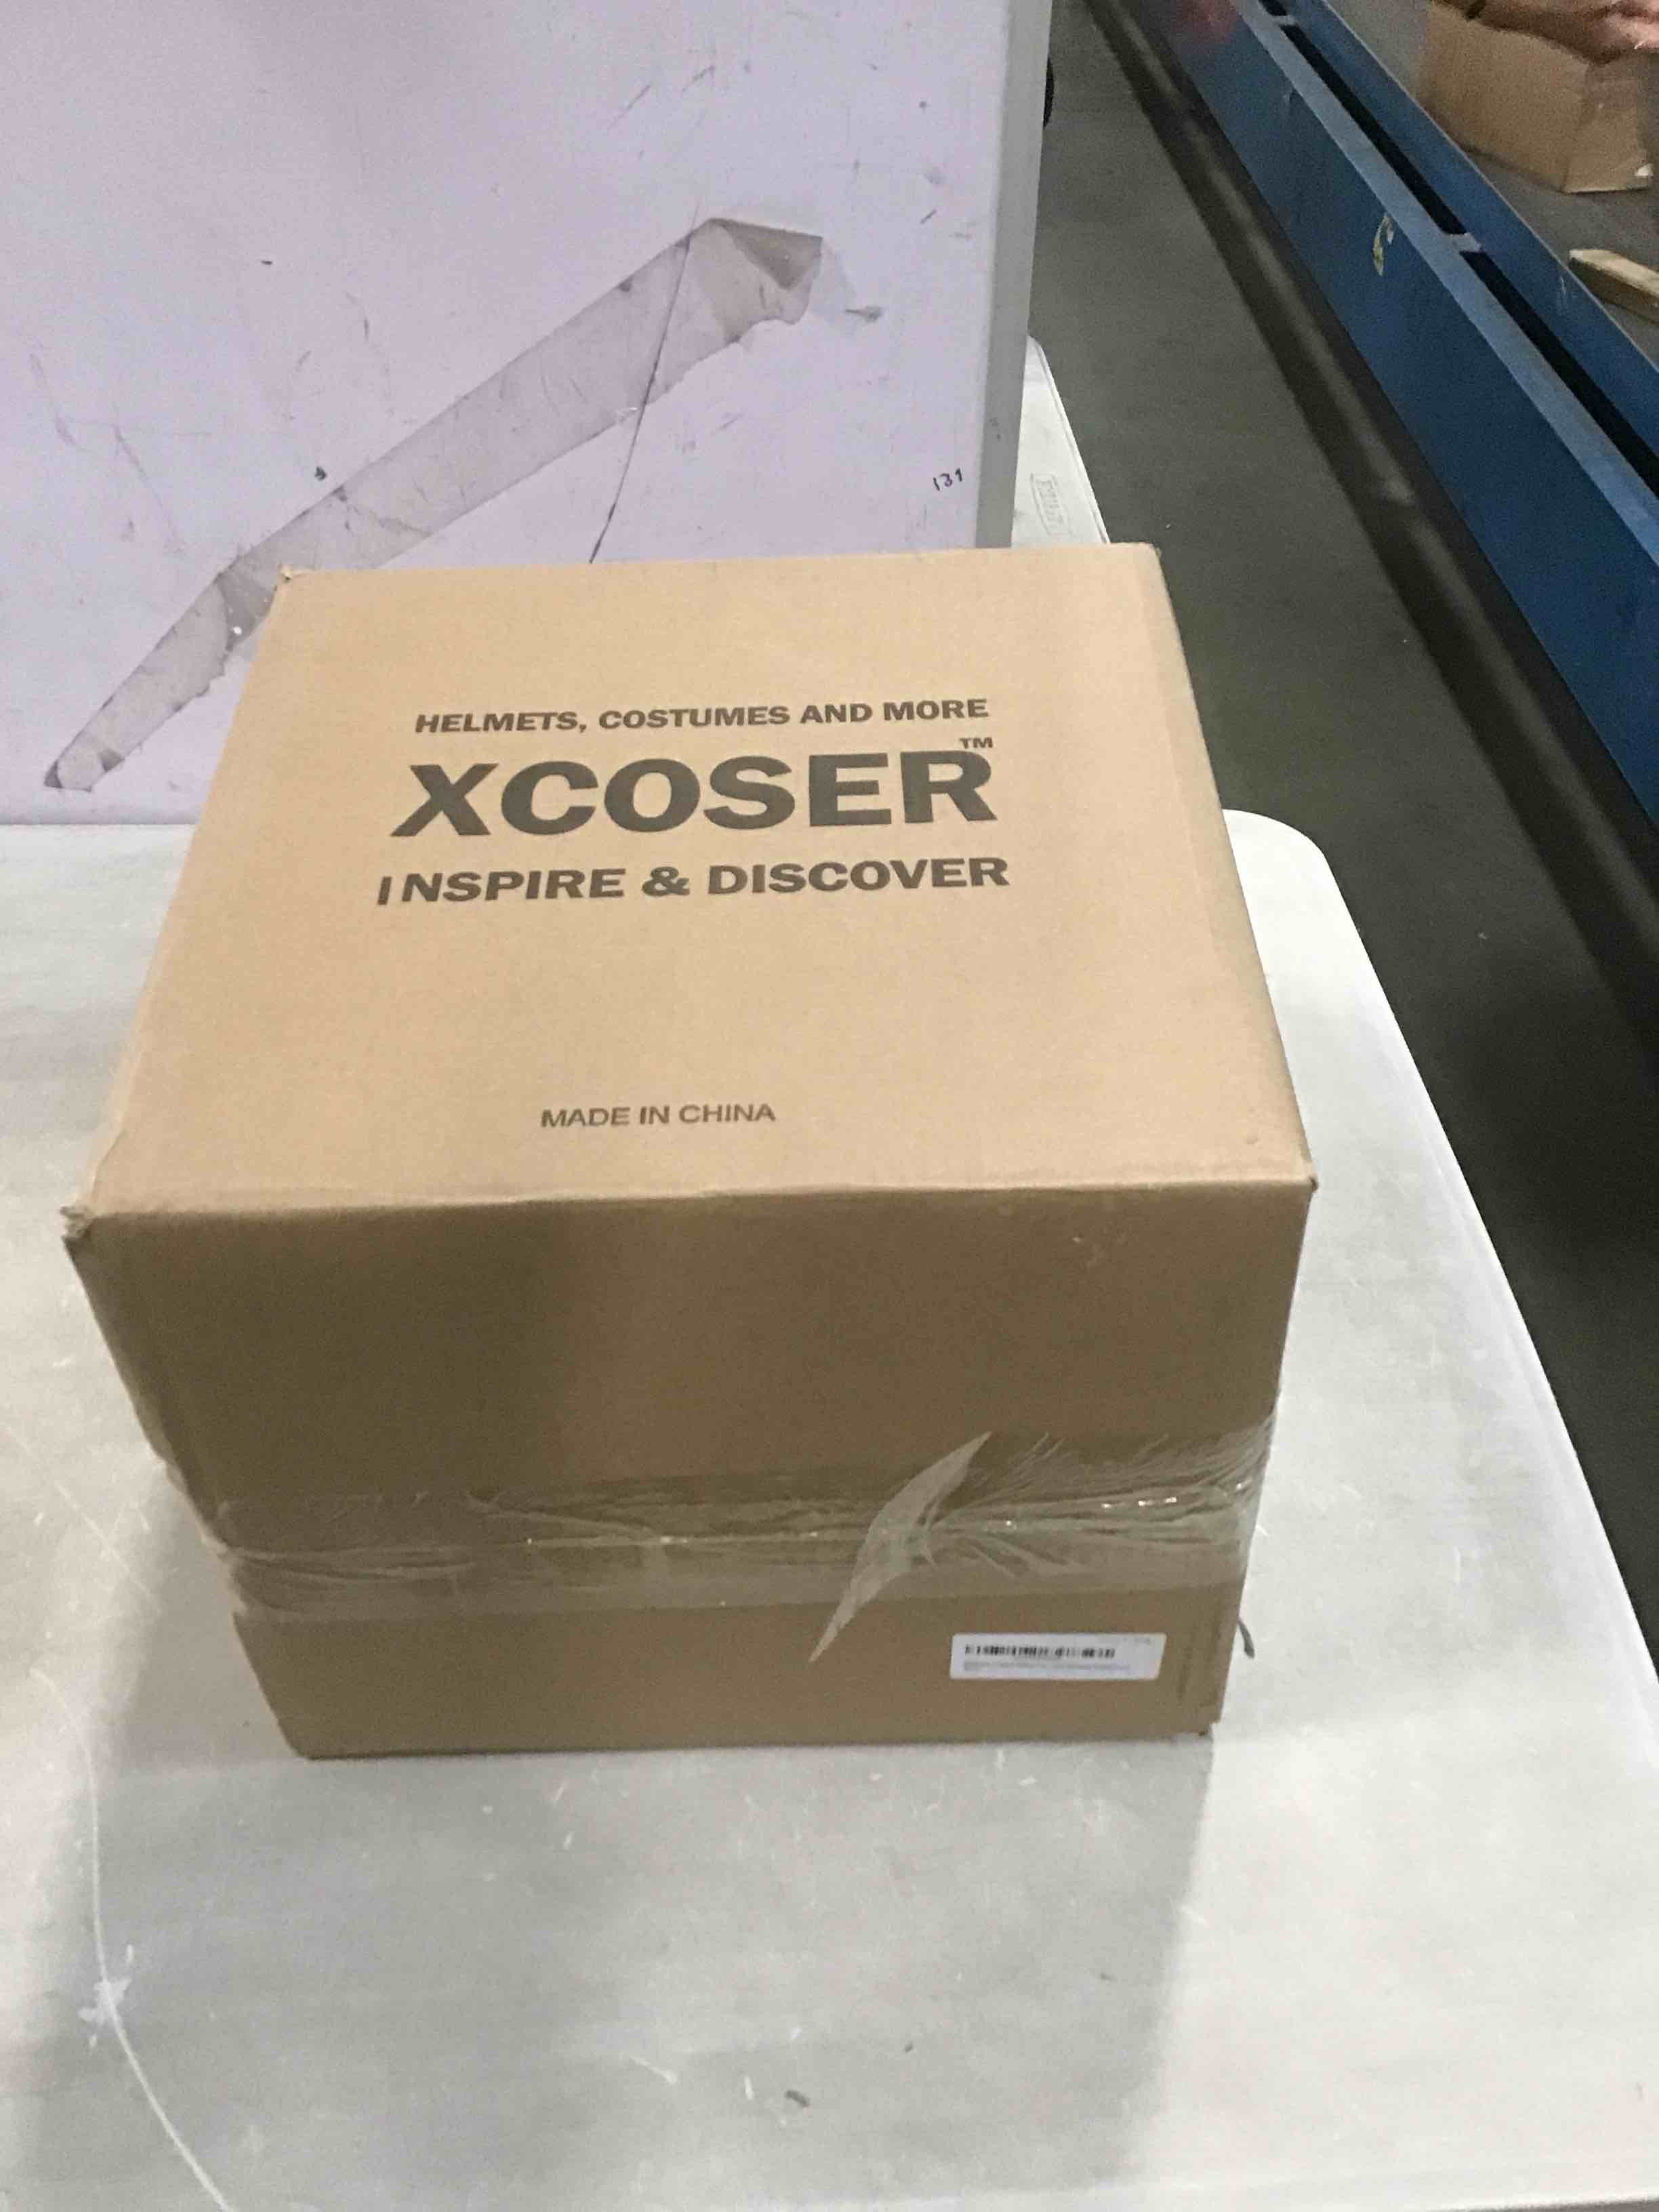 131
HELMETS, COSTUMES AND MORE
XCOSER™
INSPIRE & DISCOVER
MADE IN CHINA